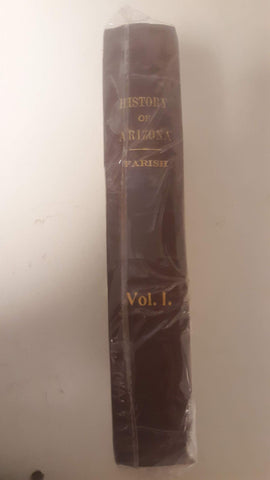 HISTORY
OF
ARIZONA
FARISH
Vol. I.